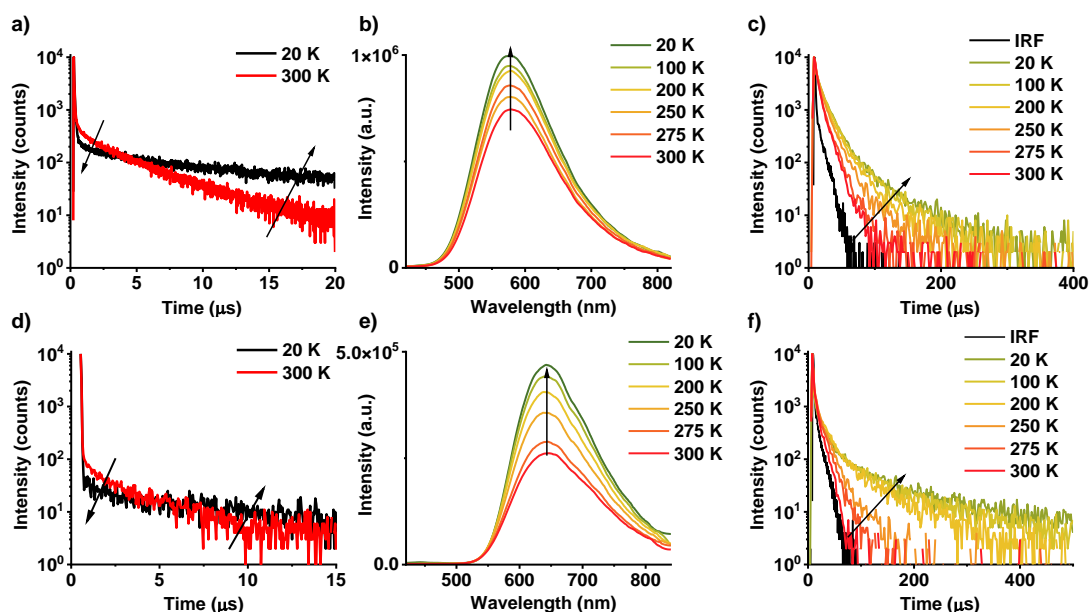 a)
20 K
300 K
10⁴
10³
10²
10¹
10⁰
Intensity (counts)
0 5 10 15 20
Time (μs)
b)
20 K
100 K
200 K
250 K
275 K
300 K
1×10⁶
0
Intensity (a.u.)
500 600 700 800
Wavelength (nm)
c)
IRF
20 K
100 K
200 K
250 K
275 K
300 K
10⁴
10³
10²
10¹
10⁰
Intensity (counts)
0 200 400
Time (μs)
d)
20 K
300 K
10⁴
10³
10²
10¹
10⁰
Intensity (counts)
0 5 10 15
Time (μs)
e)
20 K
100 K
200 K
250 K
275 K
300 K
5.0×10⁵
0.0
Intensity (a.u.)
500 600 700 800
Wavelength (nm)
f)
IRF
20 K
100 K
200 K
250 K
275 K
300 K
10⁴
10³
10²
10¹
10⁰
Intensity (counts)
0 200 400
Time (μs)